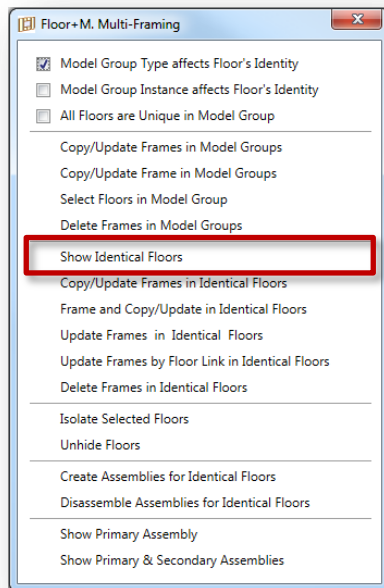 Floor+M. Multi-Framing
Model Group Type affects Floor's Identity
Model Group Instance affects Floor's Identity
All Floors are Unique in Model Group
Copy/Update Frames in Model Groups
Copy/Update Frame in Model Groups
Select Floors in Model Group
Delete Frames in Model Groups
Show Identical Floors
Copy/Update Frames in Identical Floors
Frame and Copy/Update in Identical Floors
Update Frames in Identical Floors
Update Frames by Floor Link in Identical Floors
Delete Frames in Identical Floors
Isolate Selected Floors
Unhide Floors
Create Assemblies for Identical Floors
Disassemble Assemblies for Identical Floors
Show Primary Assembly
Show Primary & Secondary Assemblies